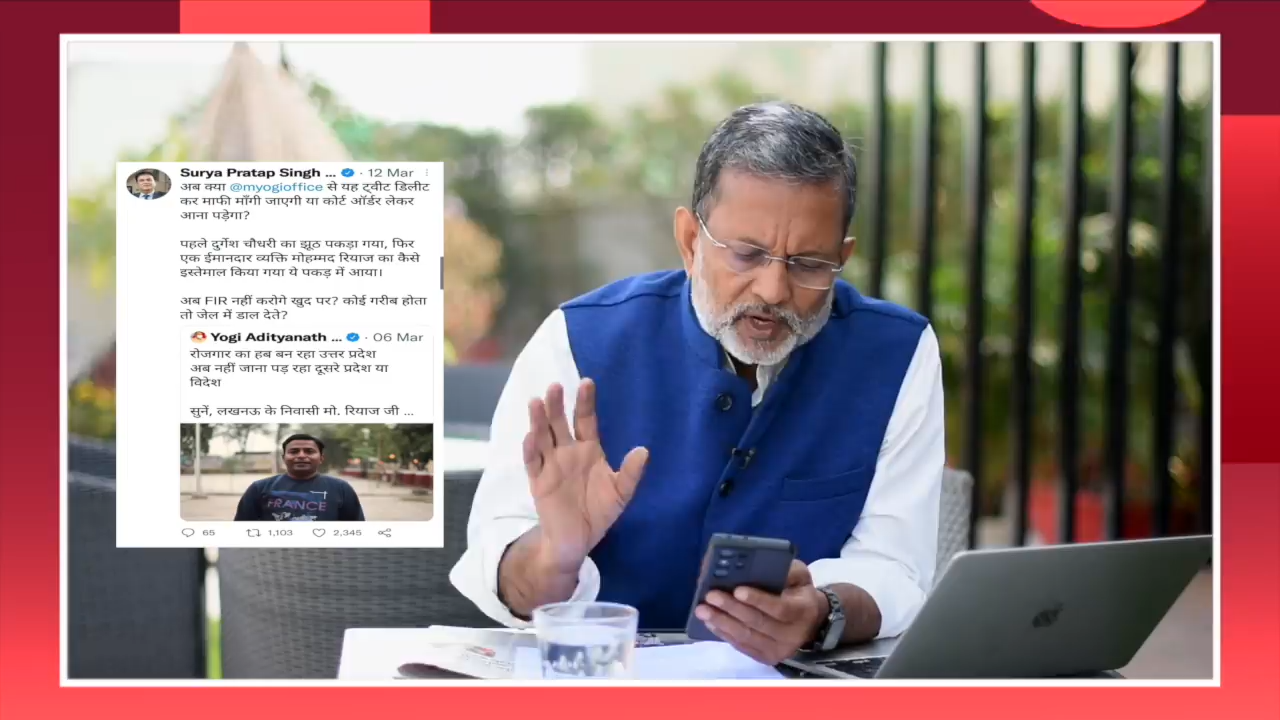 Surya Pratap Singh ... · 12 Mar
अब क्या @myogioffice से यह ट्वीट डिलीट
कर माफी माँगी जाएगी या कोर्ट ऑर्डर लेकर
आना पड़ेगा?
पहले दुर्गेश चौधरी का झूठ पकड़ा गया, फिर
एक ईमानदार व्यक्ति मोहम्मद रियाज का कैसे
इस्तेमाल किया गया ये पकड़ में आया।
अब FIR नहीं करोगे खुद पर? कोई गरीब होता
तो जेल में डाल देते?
Yogi Adityanath ... · 06 Mar
रोजगार का हब बन रहा उत्तर प्रदेश
अब नहीं जाना पड़ रहा दूसरे प्रदेश या
विदेश
सुनें, लखनऊ के निवासी मो. रियाज जी ...
FRANCE
65 1,103 2,345